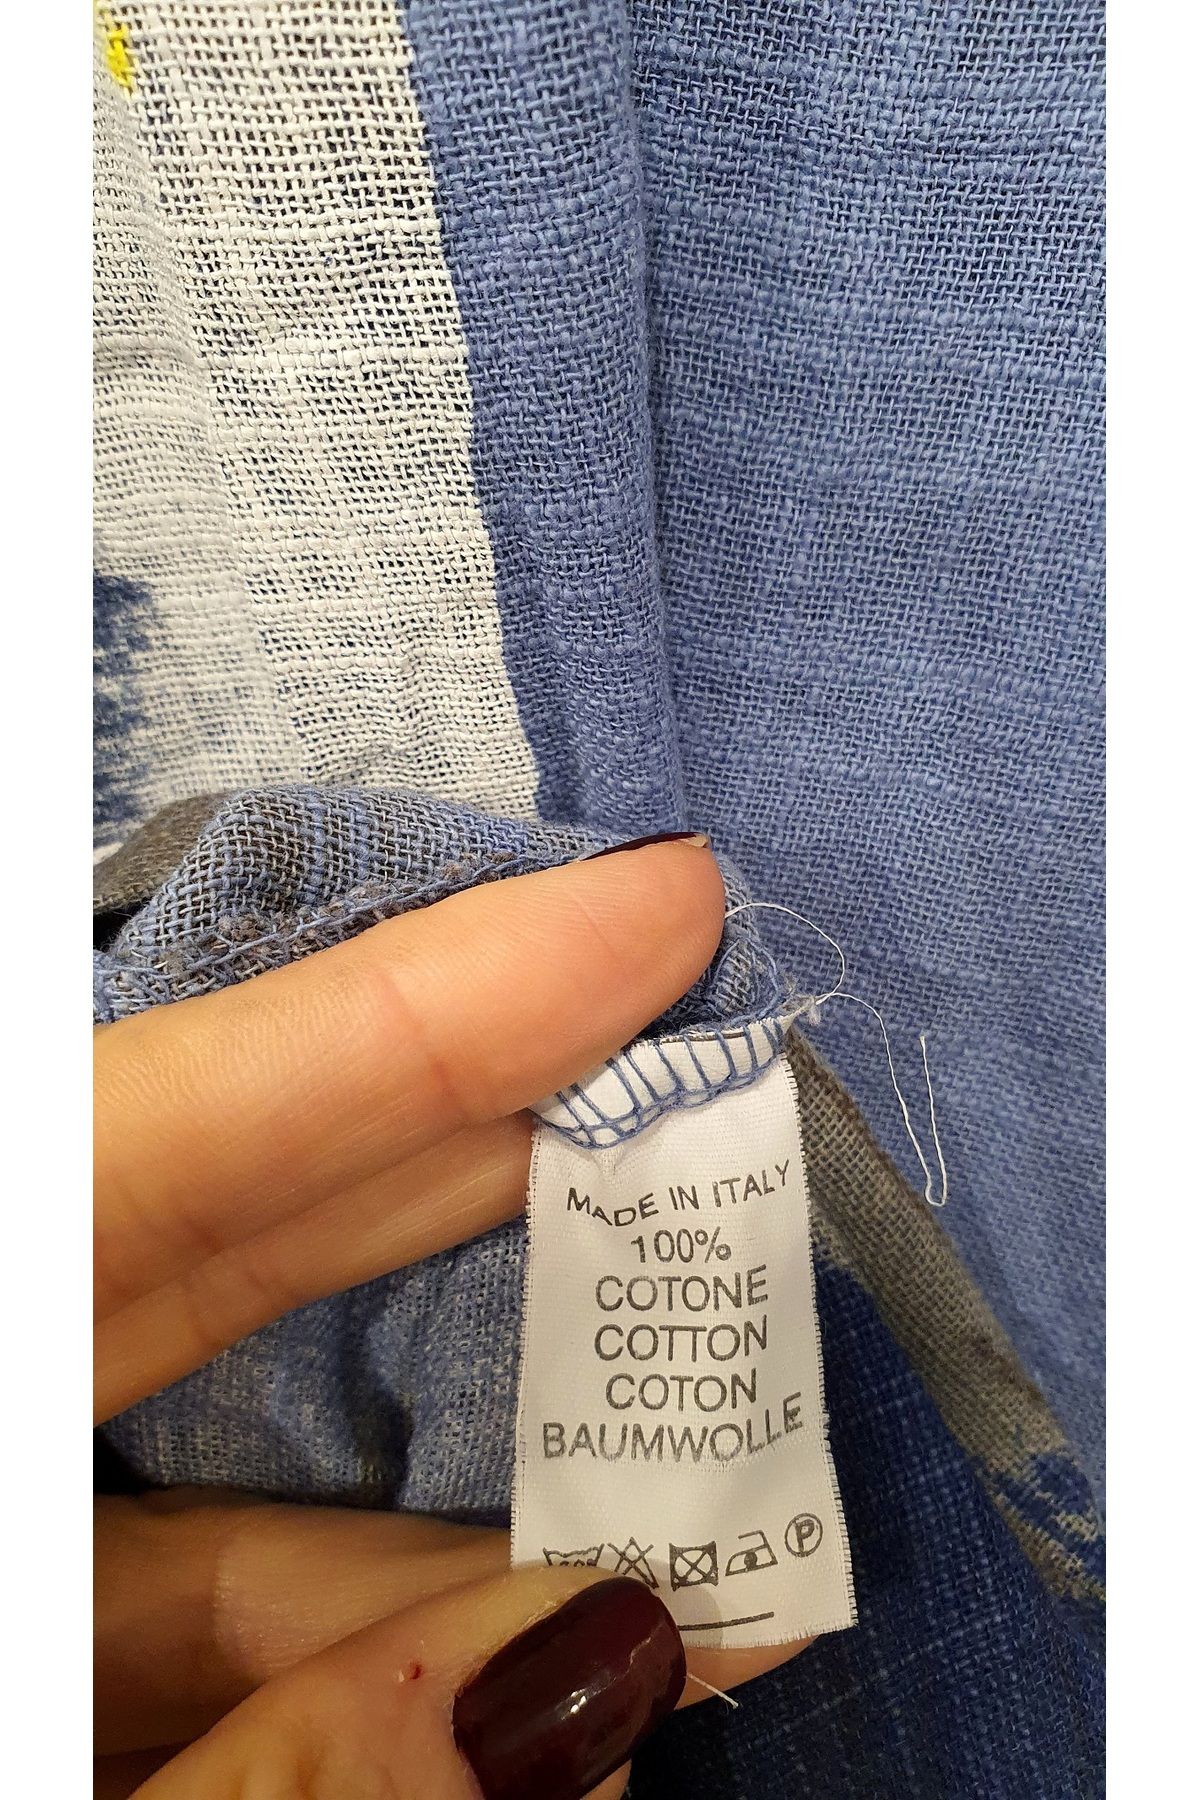 MADE IN ITALY
100%
COTONE
COTTON
COTON
BAUMWOLLE
P